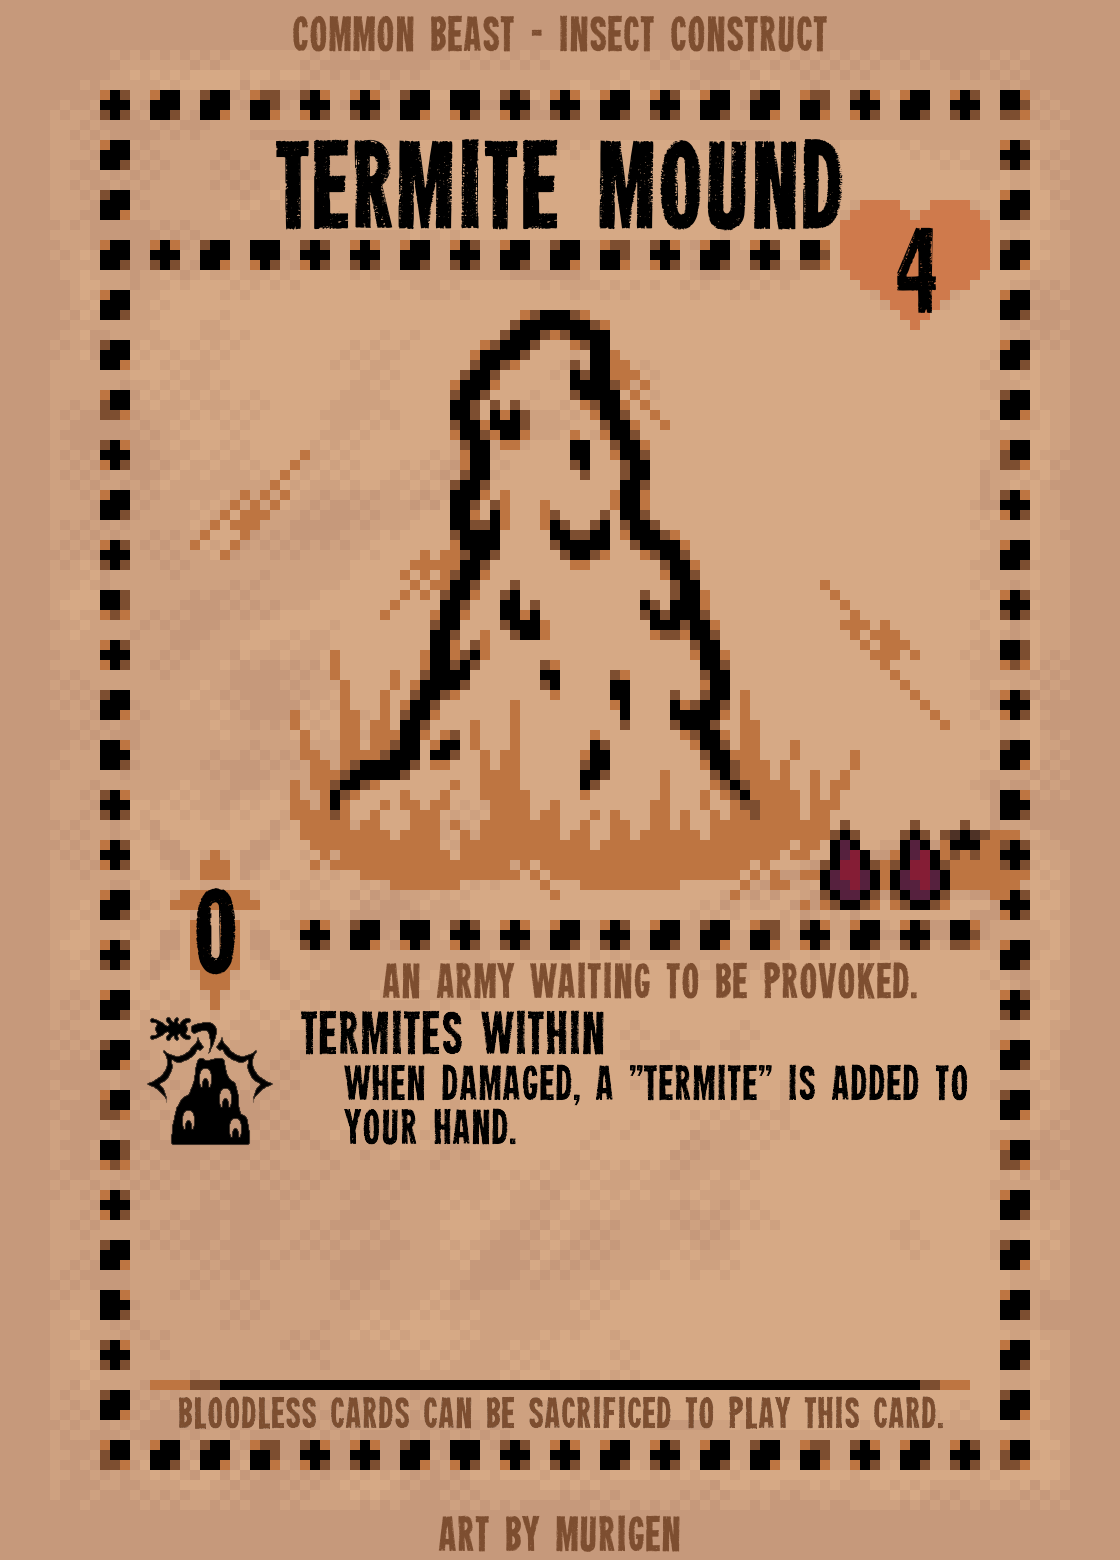 COMMON BEAST - INSECT CONSTRUCT
TERMITE MOUND
4
0
AN ARMY WAITING TO BE PROVOKED.
TERMITES WITHIN
WHEN DAMAGED, A "TERMITE" IS ADDED TO
YOUR HAND.
BLOODLESS CARDS CAN BE SACRIFICED TO PLAY THIS CARD.
ART BY MURIGEN